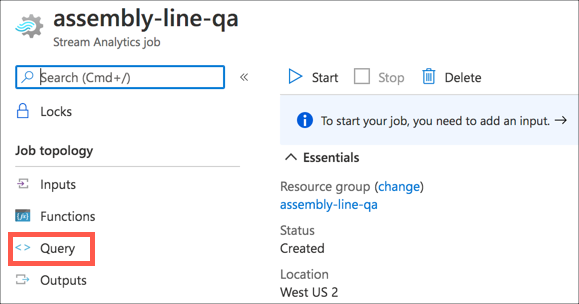 assembly-line-qa
Stream Analytics job
Search (Cmd+/)
«
Locks
Job topology
Inputs
Functions
<> Query
Outputs
Start
Stop
Delete
To start your job, you need to add an input. →
Essentials
Resource group (change)
assembly-line-qa
Status
Created
Location
West US 2